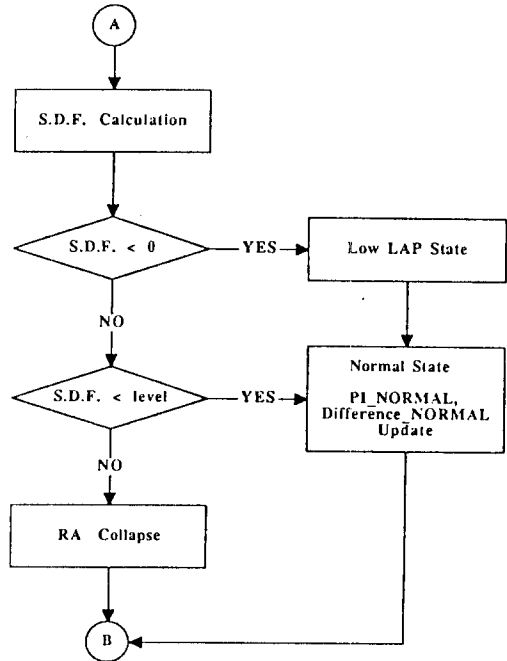 A
S.D.F. Calculation
S.D.F. < 0
YES
Low LAP State
NO
Normal State
PI_NORMAL,
Difference_NORMAL
Update
S.D.F. < level
YES
NO
RA Collapse
B